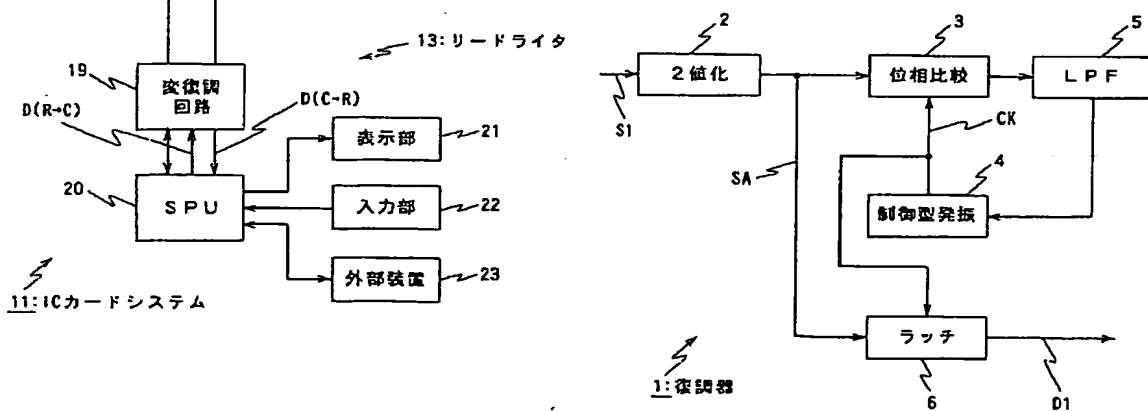 13:リードライタ
19
変復調
回路
D(R→C)
D(C→R)
表示部
21
20
SPU
入力部
22
外部装置
23
11:ICカードシステム
2
3
5
2値化
位相比較
LPF
S1
CK
SA
4
制御型発振
ラッチ
1:復調器
6
D1